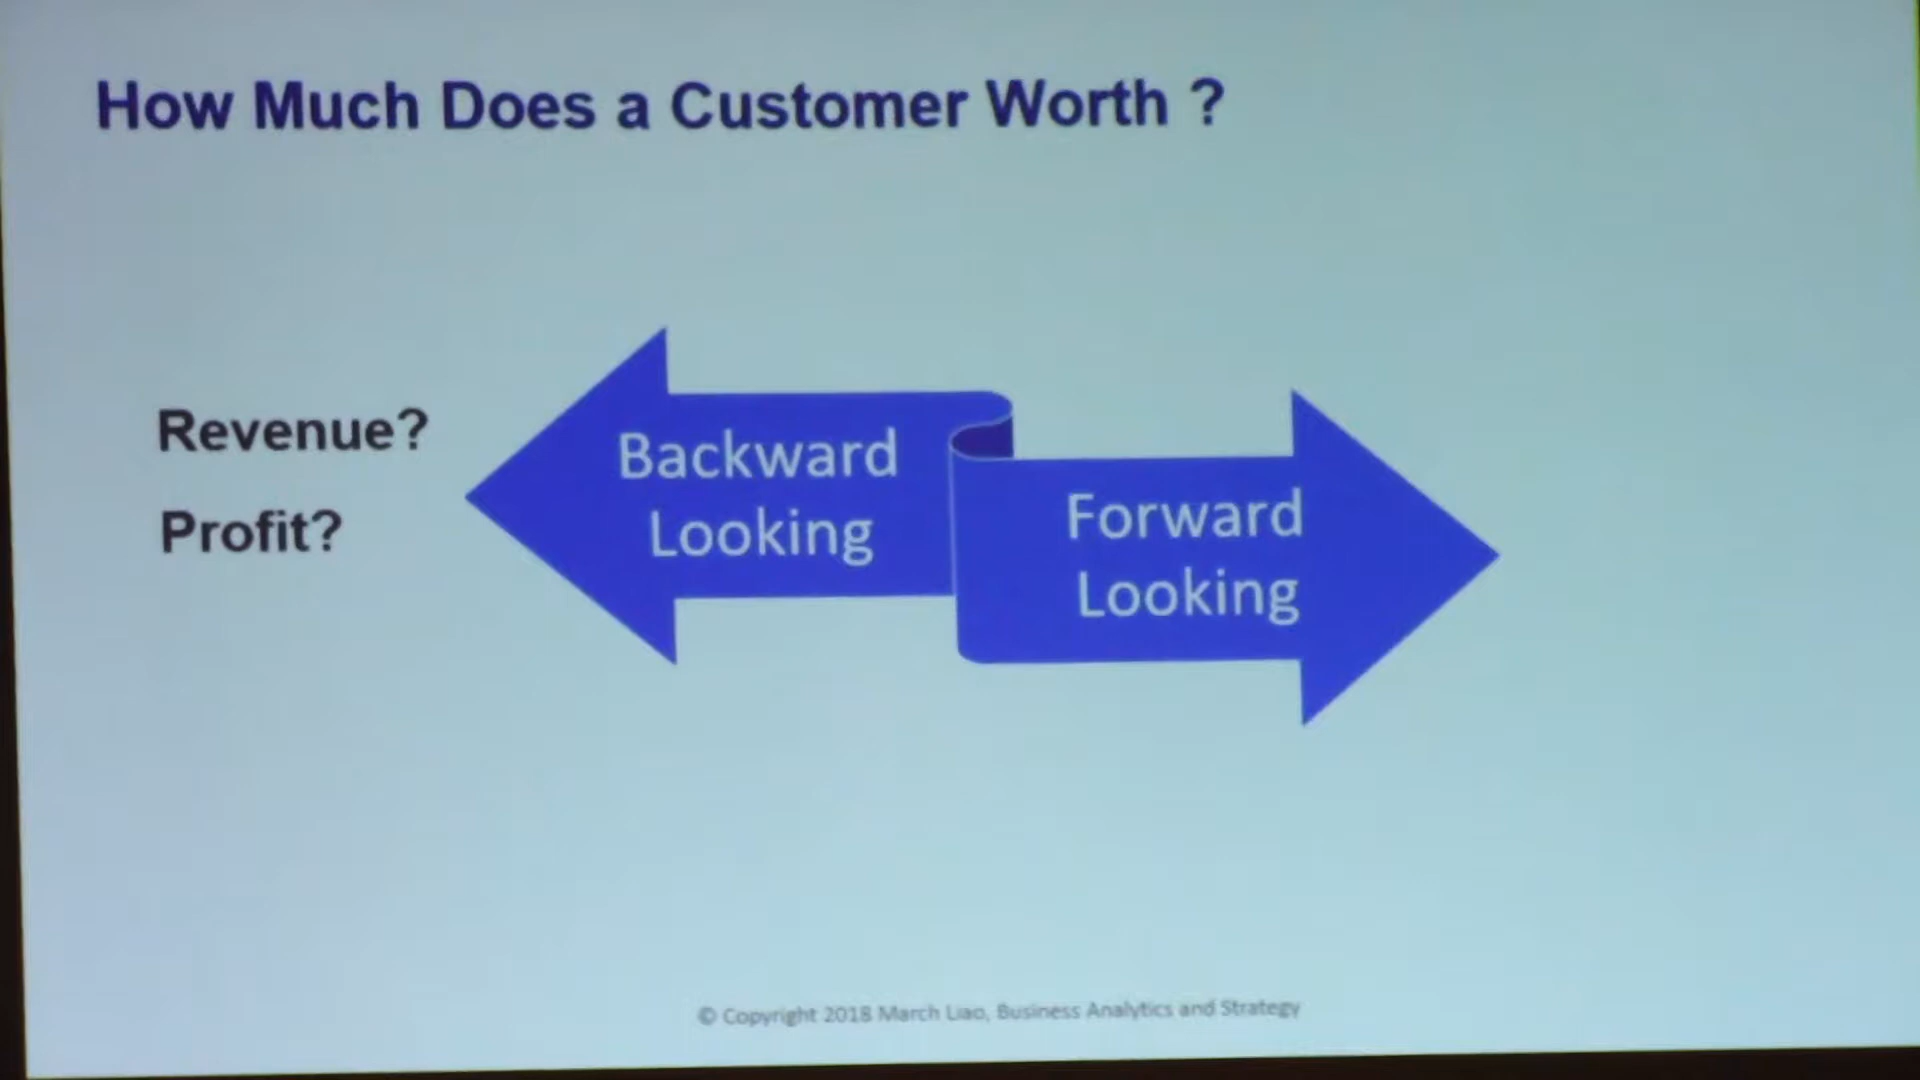 How Much Does a Customer Worth ?
Revenue?
Profit?
Backward
Looking
Forward
Looking
© Copyright 2018 March Liao, Business Analytics and Strategy